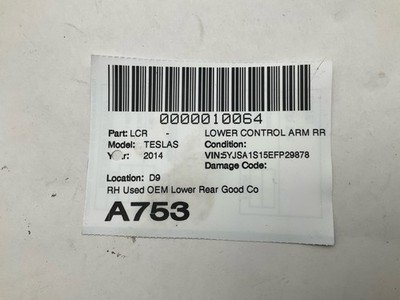 0000010064
Part: LCR - LOWER CONTROL ARM RR
Model: TESLAS Condition:
Year: 2014 VIN:5YJSA1S15EFP29878
Damage Code:
Location: D9
RH Used OEM Lower Rear Good Co
A753